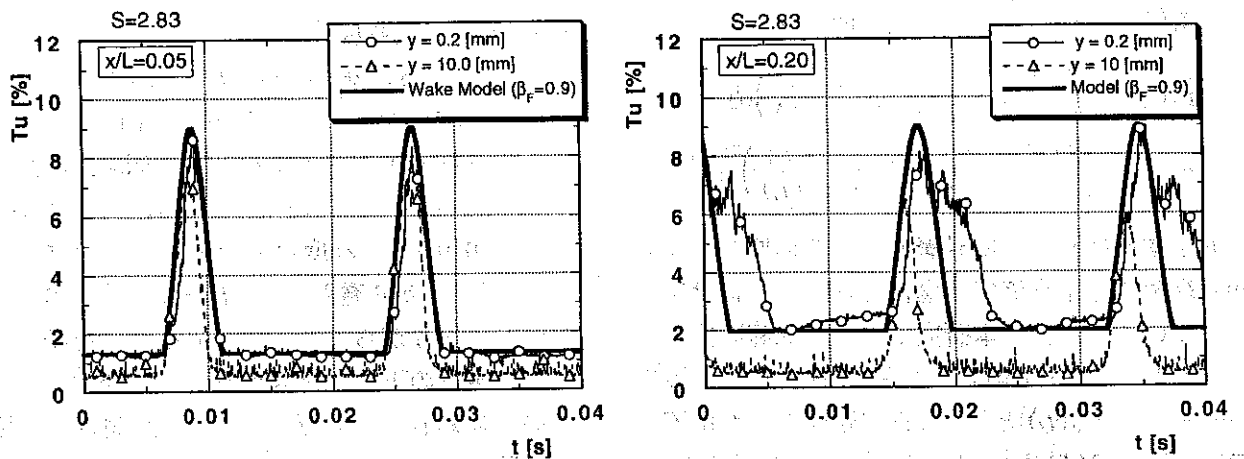 S=2.83
x/L=0.05
y = 0.2 [mm]
y = 10.0 [mm]
Wake Model (βF=0.9)
Tu [%]
12
10
8
6
4
2
0
0
0.01
0.02
0.03
0.04
t [s]
S=2.83
x/L=0.20
y = 0.2 [mm]
y = 10 [mm]
Model (βF=0.9)
Tu [%]
12
10
8
6
4
2
0
0
0.01
0.02
0.03
0.04
t [s]